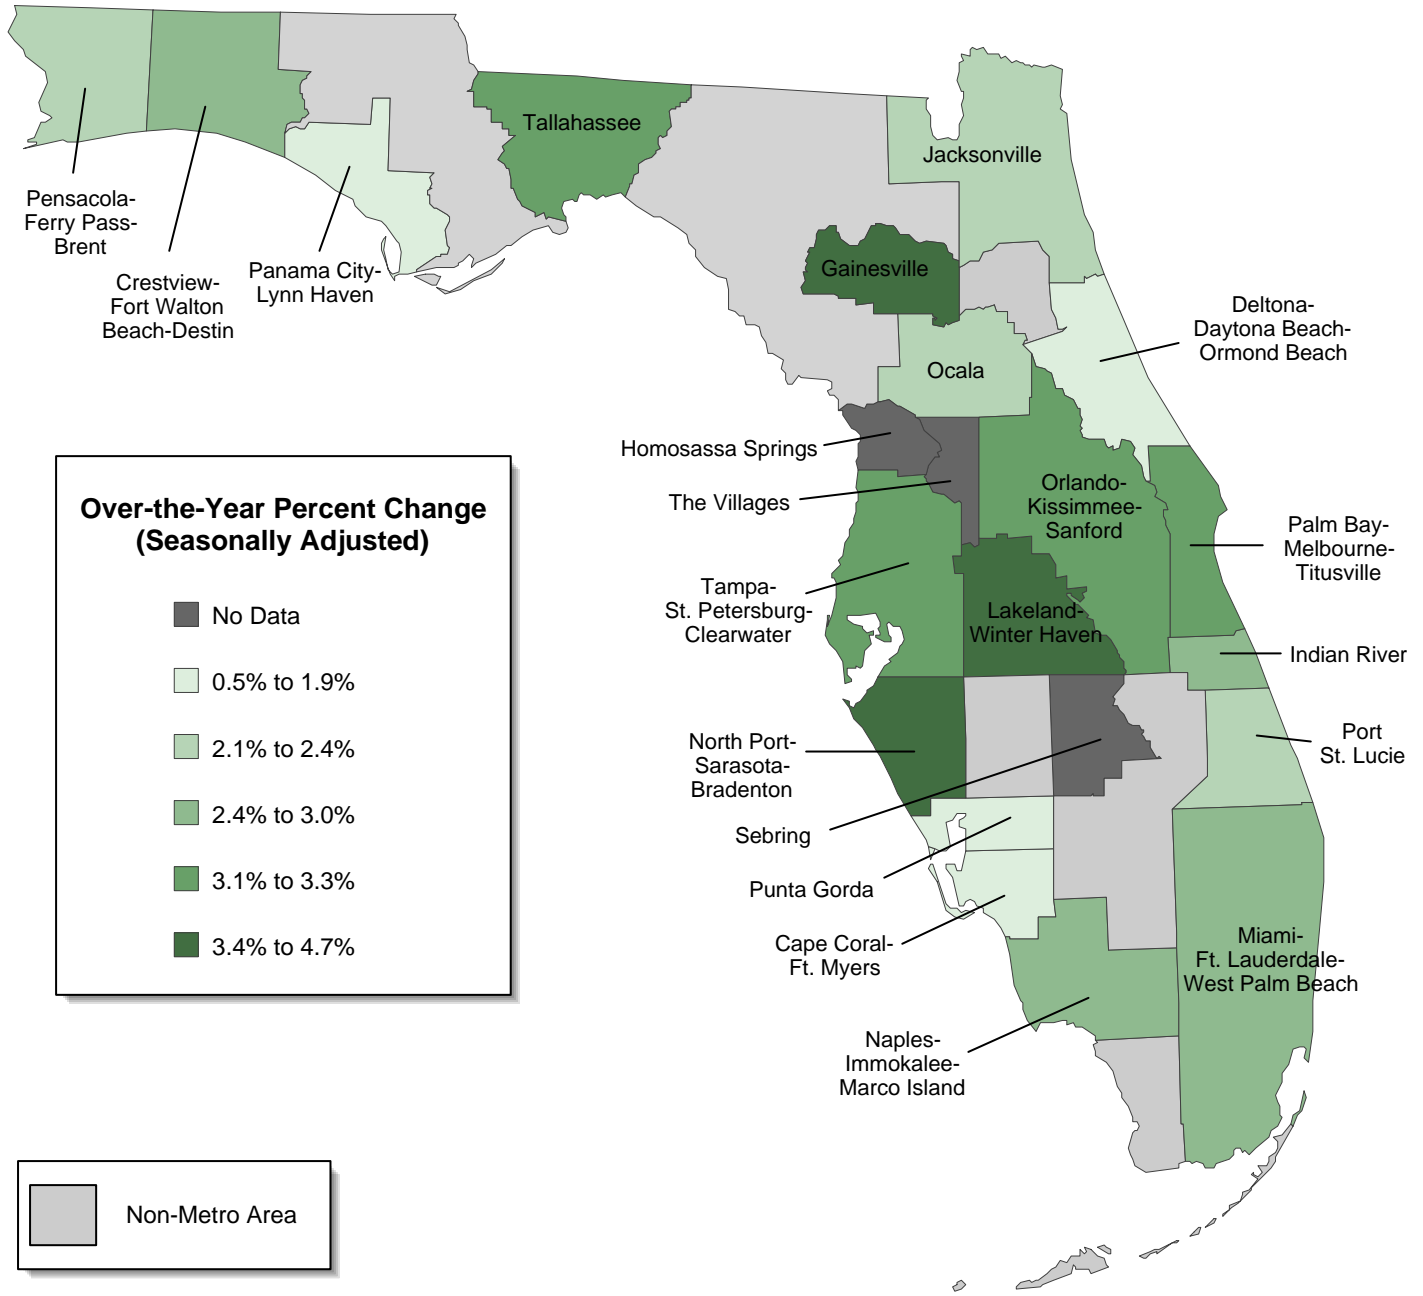 Tallahassee
Jacksonville
Pensacola-
Ferry Pass-
Brent
Crestview-
Fort Walton
Beach-Destin
Panama City-
Lynn Haven
Gainesville
Deltona-
Daytona Beach-
Ormond Beach
Ocala
Homosassa Springs
The Villages
Orlando-
Kissimmee-
Sanford
Palm Bay-
Melbourne-
Titusville
Tampa-
St. Petersburg-
Clearwater
Lakeland-
Winter Haven
Indian River
North Port-
Sarasota-
Bradenton
Port
St. Lucie
Sebring
Punta Gorda
Cape Coral-
Ft. Myers
Miami-
Ft. Lauderdale-
West Palm Beach
Naples-
Immokalee-
Marco Island
Over-the-Year Percent Change
(Seasonally Adjusted)
No Data
0.5% to 1.9%
2.1% to 2.4%
2.4% to 3.0%
3.1% to 3.3%
3.4% to 4.7%
Non-Metro Area